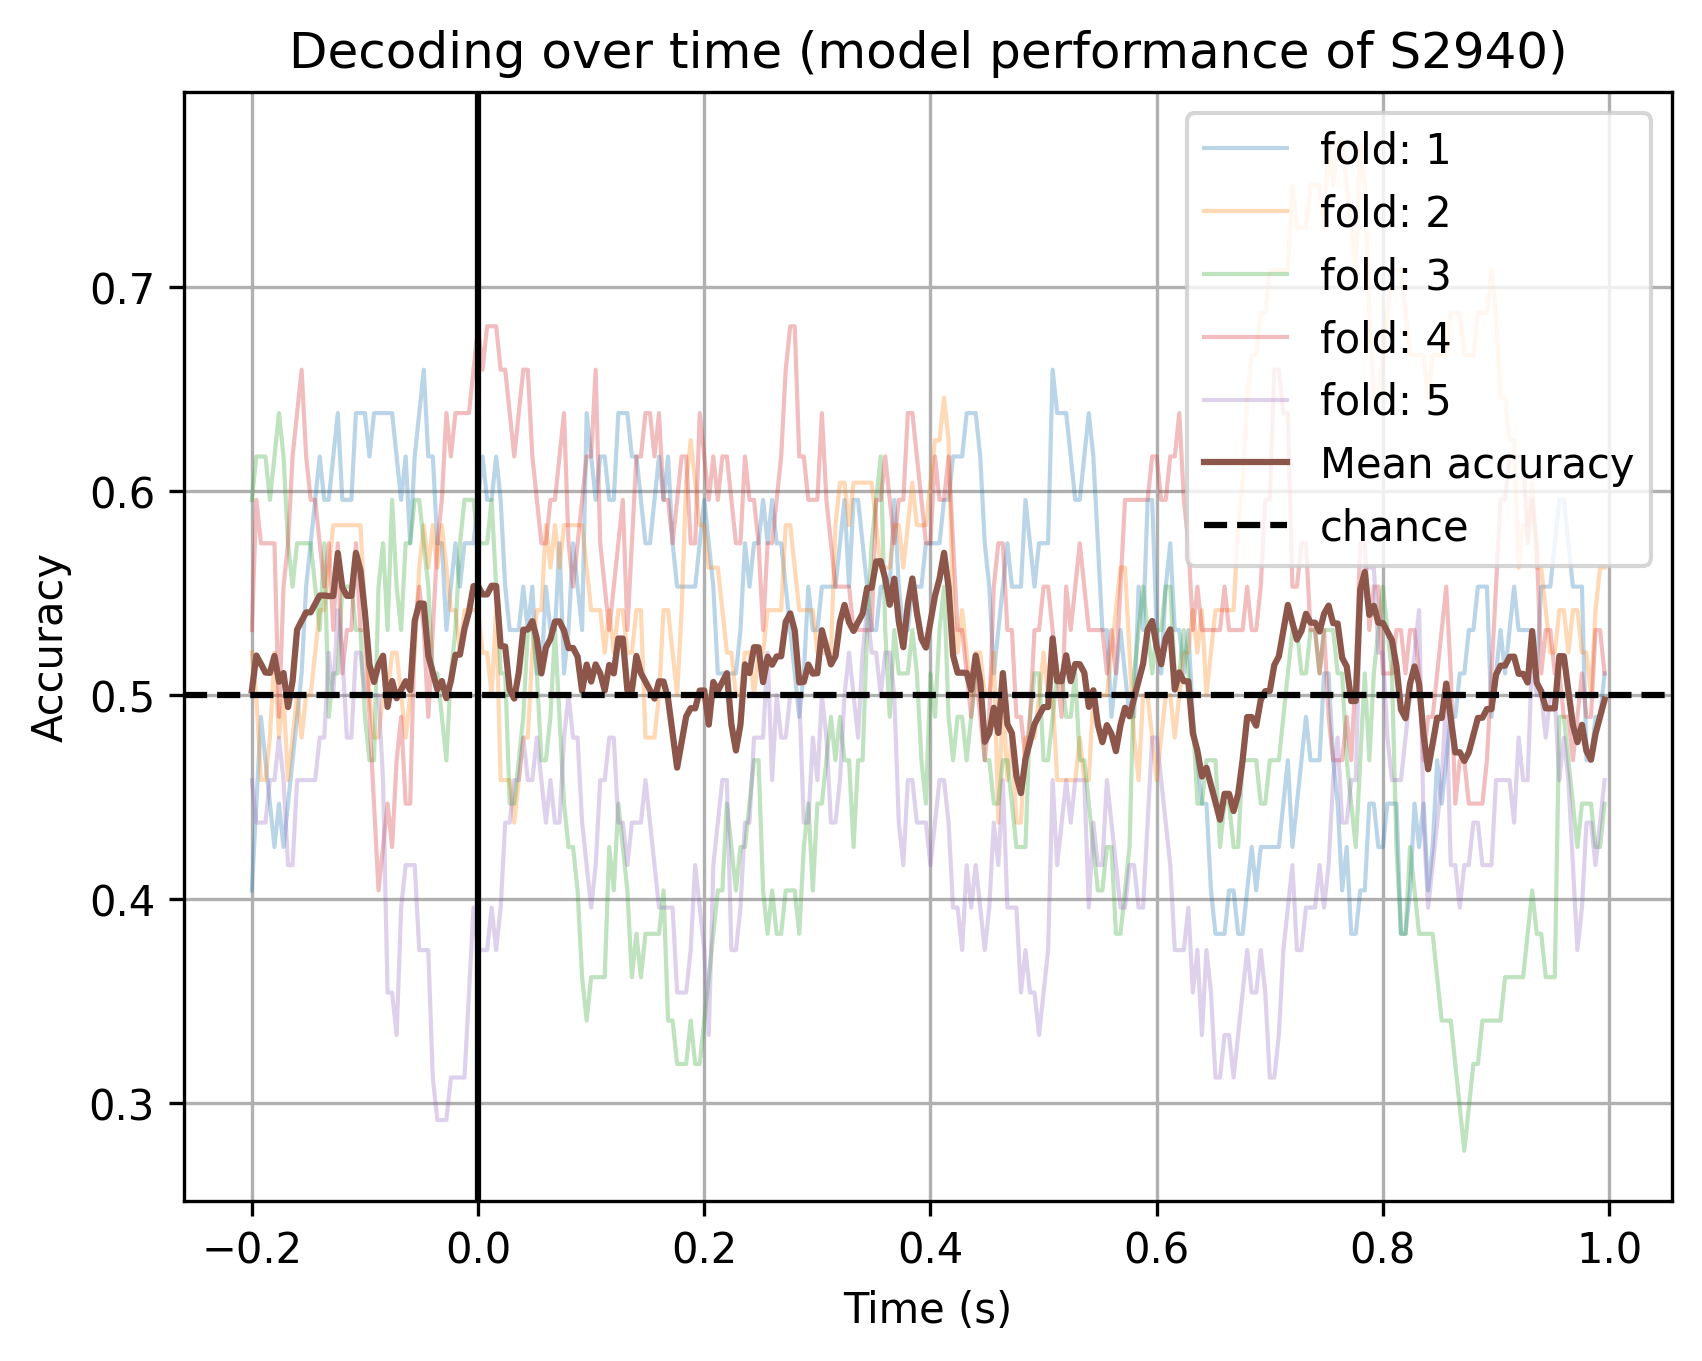 Decoding over time (model performance of S2940)
fold: 1
fold: 2
fold: 3
fold: 4
fold: 5
Mean accuracy
chance
Accuracy
0.7
0.6
0.5
0.4
0.3
−0.2 0.0 0.2 0.4 0.6 0.8 1.0
Time (s)